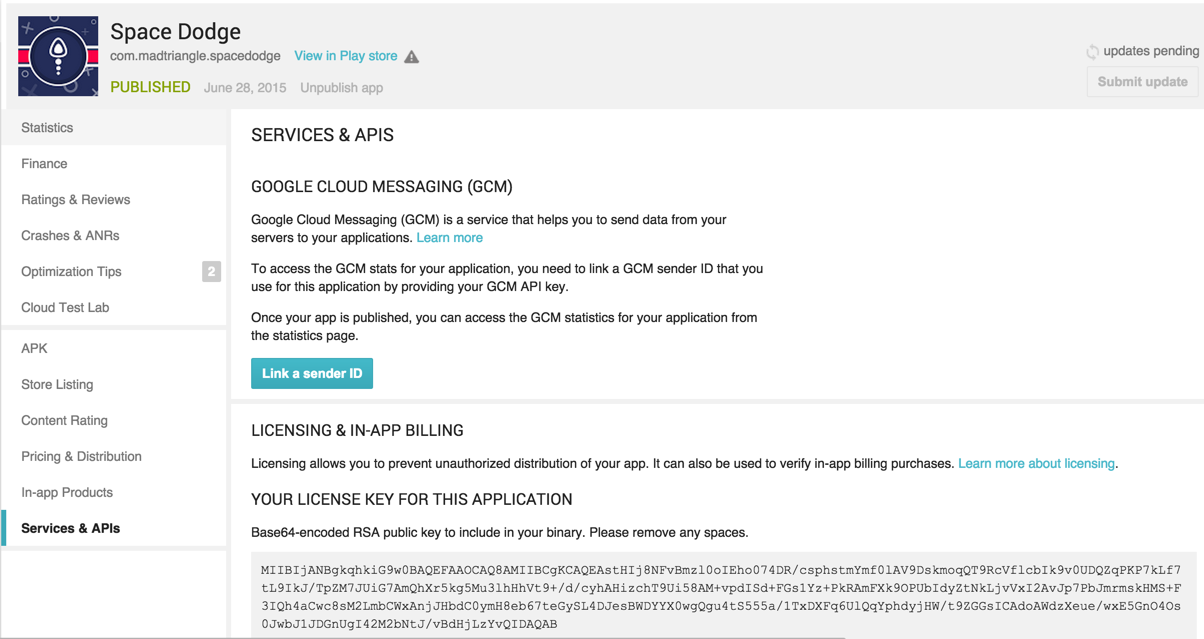 Space Dodge
com.madtriangle.spacedodge View in Play store
PUBLISHED June 28, 2015 Unpublish app
updates pending
Submit update
Statistics
Finance
Ratings & Reviews
Crashes & ANRs
Optimization Tips 2
Cloud Test Lab
APK
Store Listing
Content Rating
Pricing & Distribution
In-app Products
Services & APIs
SERVICES & APIS
GOOGLE CLOUD MESSAGING (GCM)
Google Cloud Messaging (GCM) is a service that helps you to send data from your
servers to your applications. Learn more
To access the GCM stats for your application, you need to link a GCM sender ID that you
use for this application by providing your GCM API key.
Once your app is published, you can access the GCM statistics for your application from
the statistics page.
Link a sender ID
LICENSING & IN-APP BILLING
Licensing allows you to prevent unauthorized distribution of your app. It can also be used to verify in-app billing purchases. Learn more about licensing.
YOUR LICENSE KEY FOR THIS APPLICATION
Base64-encoded RSA public key to include in your binary. Please remove any spaces.
MIIBIjANBgkqhkiG9w0BAQEFAAOCAQ8AMIIBCgKCAQEAstHIj8NFvBmzl0oIEho074DR/csphstmYmf0lAV9DskmoqQT9RcVflcbIk9v0UDQZqPKP7kLf7
tL9IkJ/TpZM7JUiG7AmQhXr5kg5Mu3lhHhVt9+/d/cyhAHizchT9Ui58AM+vpdISd+FGs1Yz+PkRAmFXk9OPUbIdyZtNkLjvVxI2AvJp7PbJmrmskHMS+F
3IQh4aCwc8sM2LmbCWxAnjJHbdC0ymH8eb67teGySL4DJesBWDYYX0wgQgu4tS555a/1TxDXFq6UlQqYphdyjHW/t9ZGGsICAdoAWdzXeue/wxE5GnO4Os
0JwbJ1JDGnUgI42M2bNtJ/vBdHjLzYvQIDAQAB